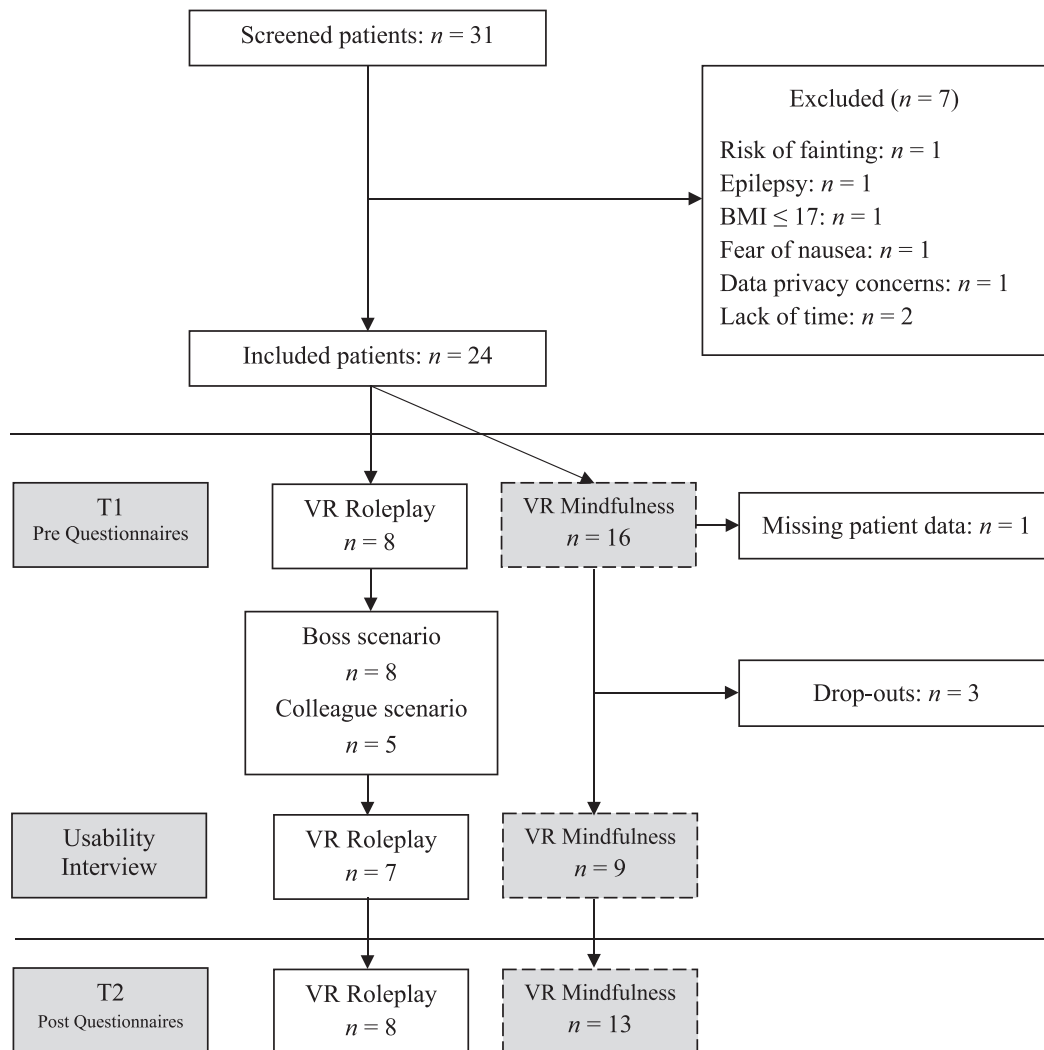 Screened patients: n = 31
Excluded (n = 7)
Risk of fainting: n = 1
Epilepsy: n = 1
BMI ≤ 17: n = 1
Fear of nausea: n = 1
Data privacy concerns: n = 1
Lack of time: n = 2
Included patients: n = 24
T1
Pre Questionnaires
VR Roleplay
n = 8
VR Mindfulness
n = 16
Missing patient data: n = 1
Boss scenario
n = 8
Colleague scenario
n = 5
Drop-outs: n = 3
Usability
Interview
VR Roleplay
n = 7
VR Mindfulness
n = 9
T2
Post Questionnaires
VR Roleplay
n = 8
VR Mindfulness
n = 13